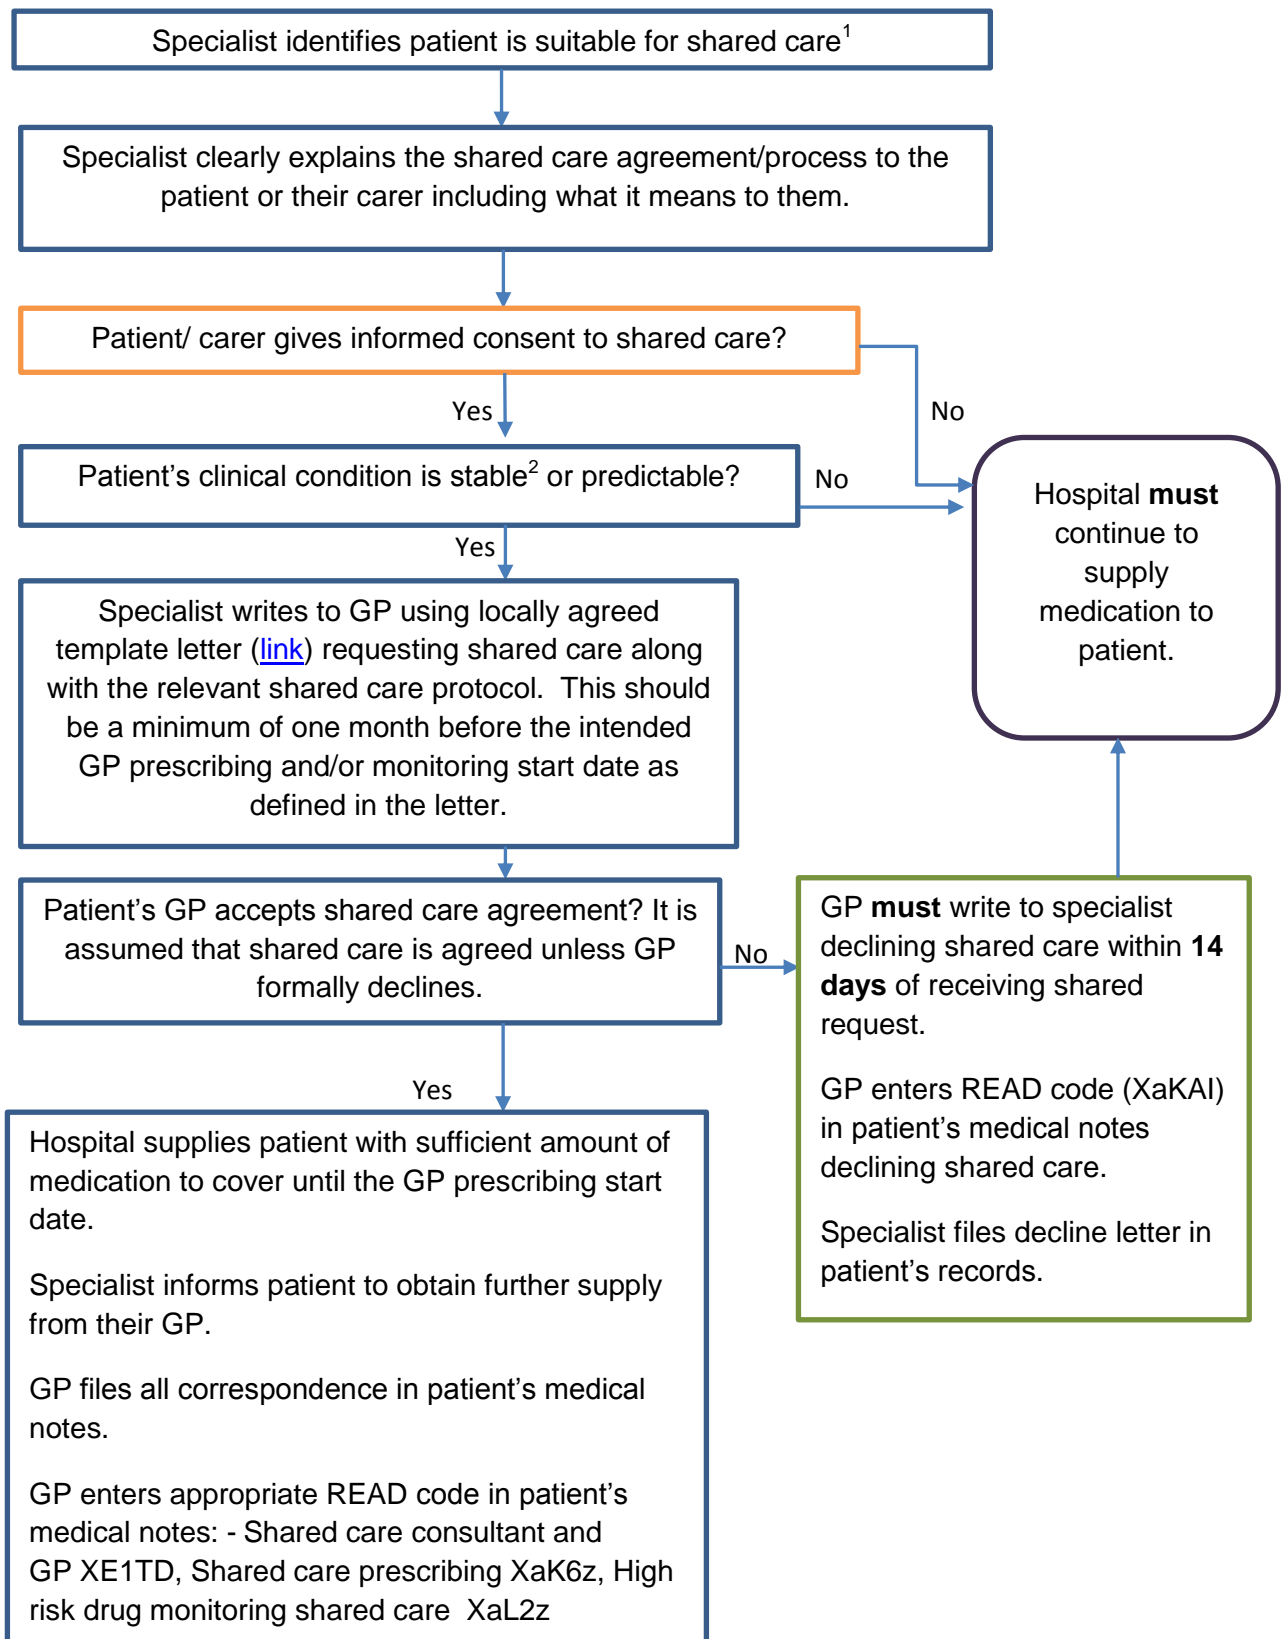 Specialist identifies patient is suitable for shared care1
Specialist clearly explains the shared care agreement/process to the
patient or their carer including what it means to them.
Patient/ carer gives informed consent to shared care?
Yes
No
Patient's clinical condition is stable2 or predictable?
No
Yes
Hospital must
continue to
supply
medication to
patient.
Specialist writes to GP using locally agreed
template letter (link) requesting shared care along
with the relevant shared care protocol.  This should
be a minimum of one month before the intended
GP prescribing and/or monitoring start date as
defined in the letter.
Patient's GP accepts shared care agreement? It is
assumed that shared care is agreed unless GP
formally declines.
No
GP must write to specialist
declining shared care within 14
days of receiving shared
request.
GP enters READ code (XaKAI)
in patient's medical notes
declining shared care.
Specialist files decline letter in
patient's records.
Yes
Hospital supplies patient with sufficient amount of
medication to cover until the GP prescribing start
date.
Specialist informs patient to obtain further supply
from their GP.
GP files all correspondence in patient's medical
notes.
GP enters appropriate READ code in patient's
medical notes: - Shared care consultant and
GP XE1TD, Shared care prescribing XaK6z, High
risk drug monitoring shared care  XaL2z